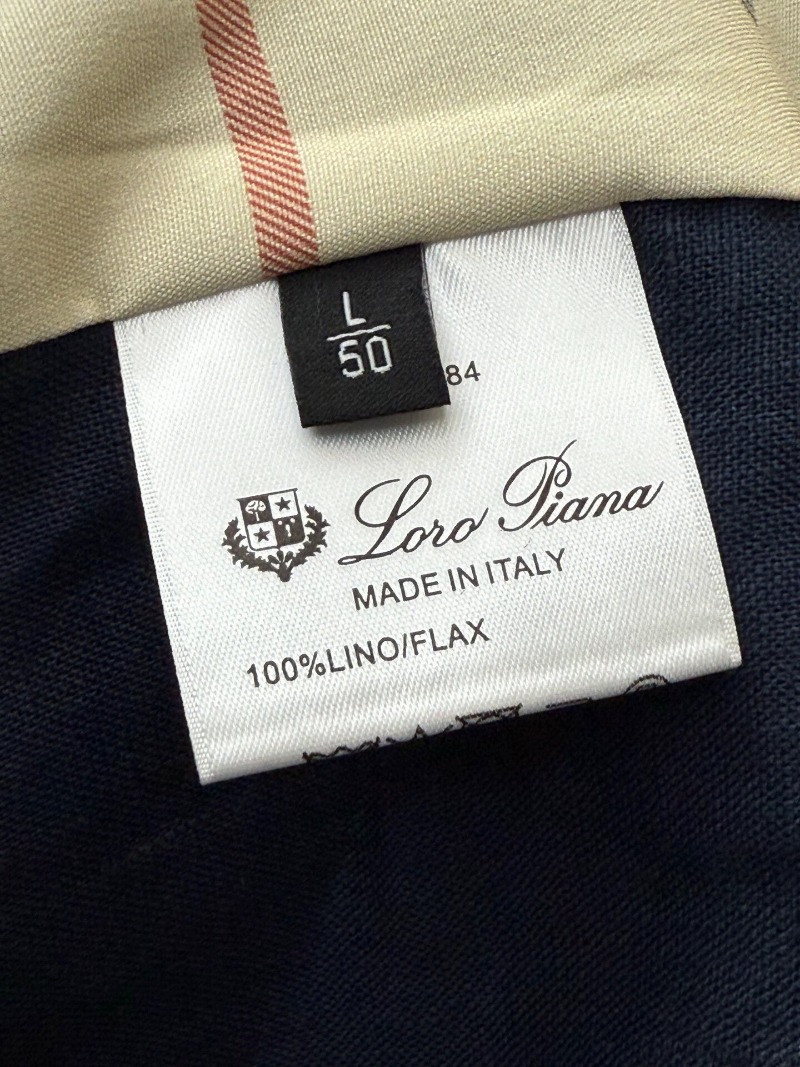 L
50
84
Loro Piana
MADE IN ITALY
100%LINO/FLAX